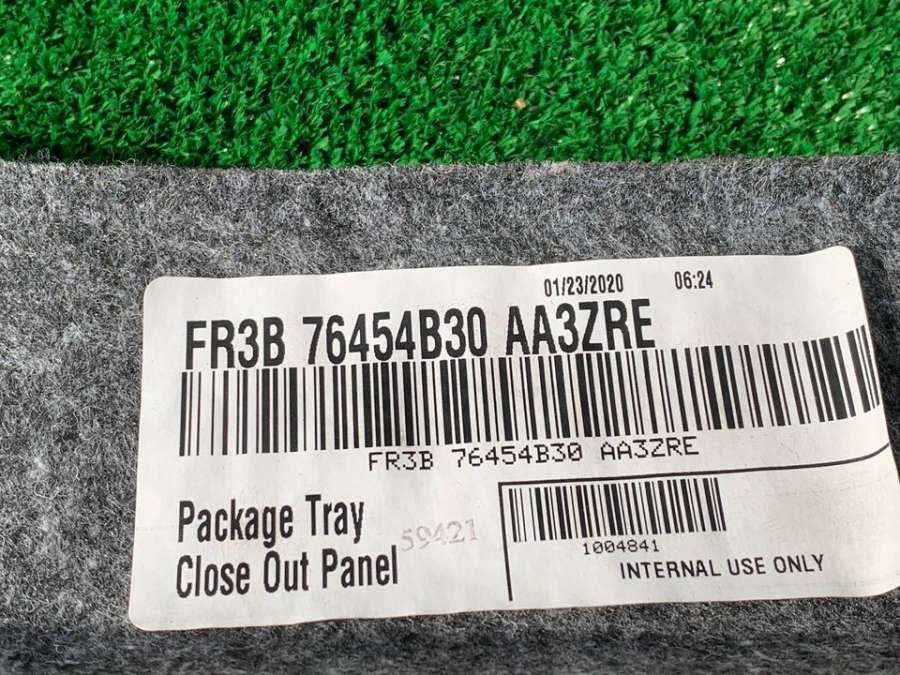 01/23/2020 06:24
FR3B 76454B30 AA3ZRE
FR3B 76454B30 AA3ZRE
Package Tray
Close Out Panel
59421
1004841
INTERNAL USE ONLY